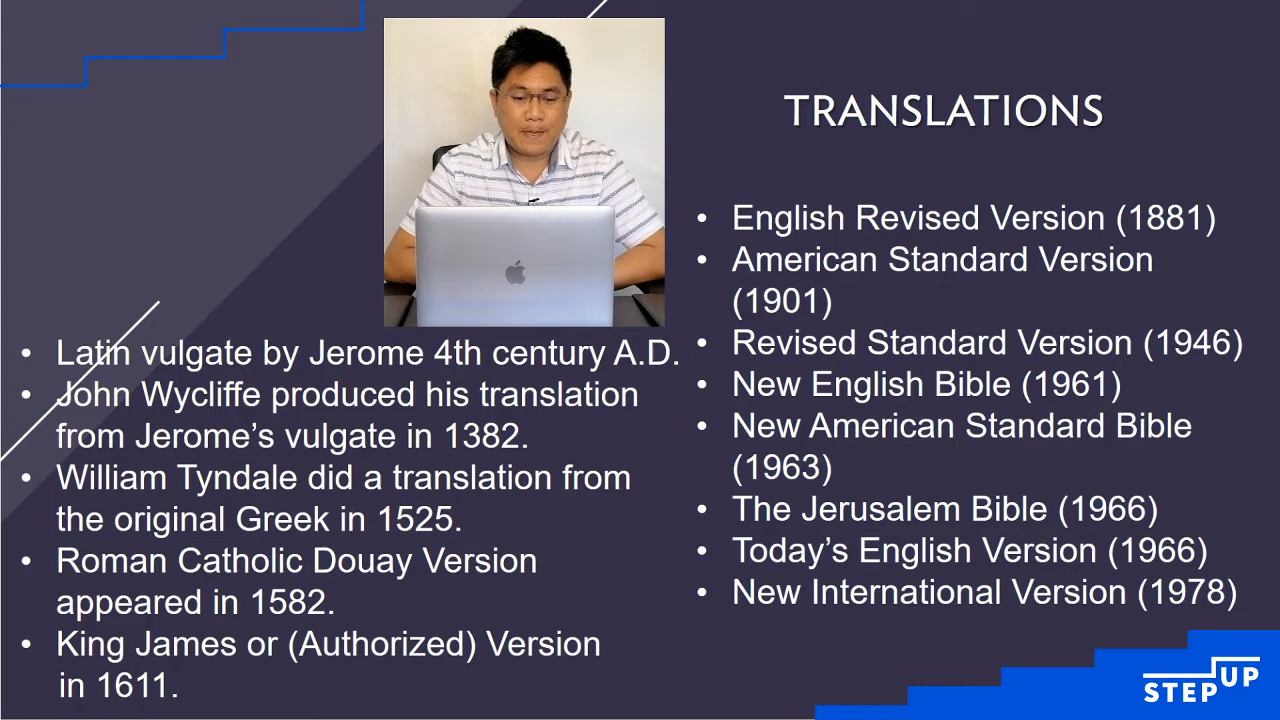 TRANSLATIONS
• Latin vulgate by Jerome 4th century A.D.
• John Wycliffe produced his translation
from Jerome’s vulgate in 1382.
• William Tyndale did a translation from
the original Greek in 1525.
• Roman Catholic Douay Version
appeared in 1582.
• King James or (Authorized) Version
in 1611.
• English Revised Version (1881)
• American Standard Version
(1901)
• Revised Standard Version (1946)
• New English Bible (1961)
• New American Standard Bible
(1963)
• The Jerusalem Bible (1966)
• Today’s English Version (1966)
• New International Version (1978)
STEP UP